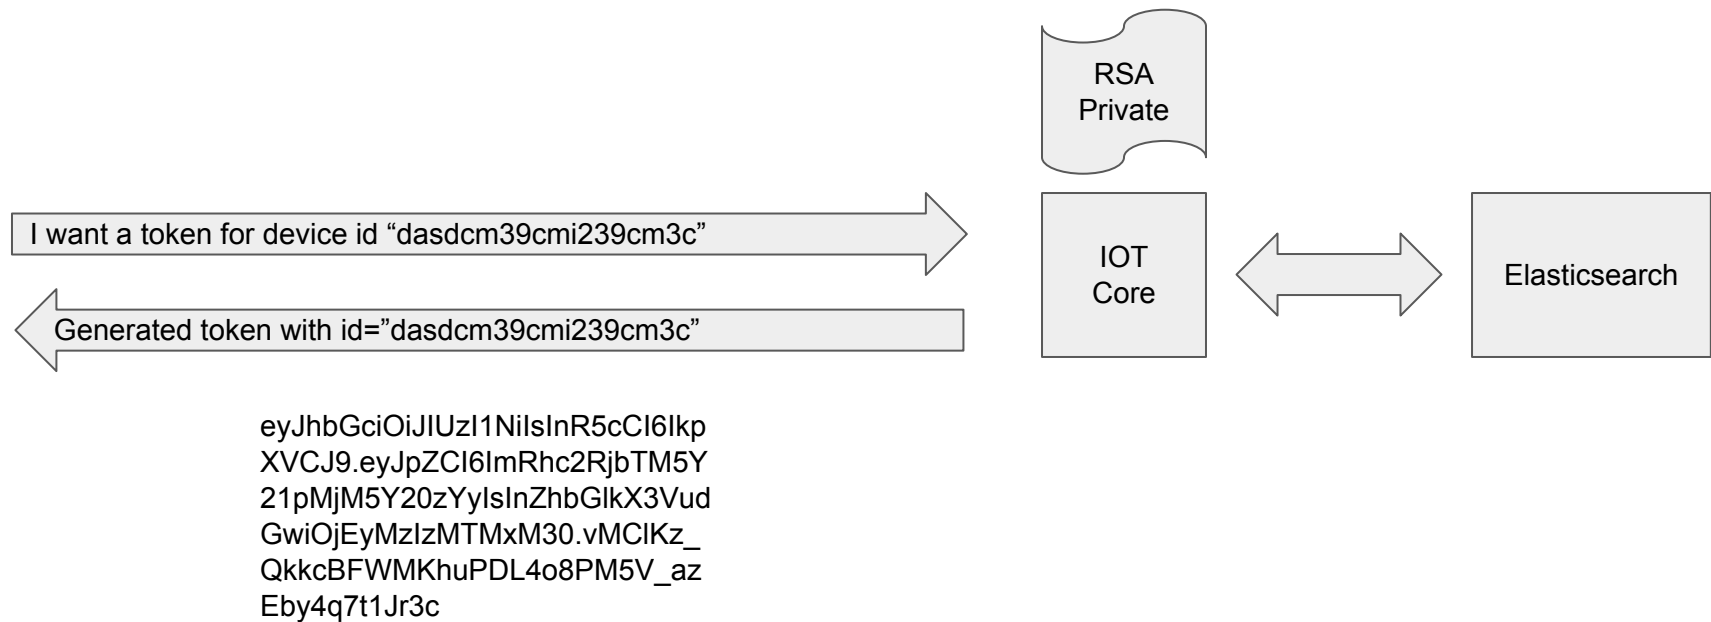 RSA
Private
I want a token for device id “dasdcm39cmi239cm3c”
IOT
Core
Elasticsearch
Generated token with id=”dasdcm39cmi239cm3c”
eyJhbGciOiJIUzI1NiIsInR5cCI6Ikp
XVCJ9.eyJpZCI6ImRhc2RjbTM5Y
21pMjM5Y20zYyIsInZhbGlkX3Vud
GwiOjEyMzIzMTMxM30.vMClKz_
QkkcBFWMKhuPDL4o8PM5V_az
Eby4q7t1Jr3c